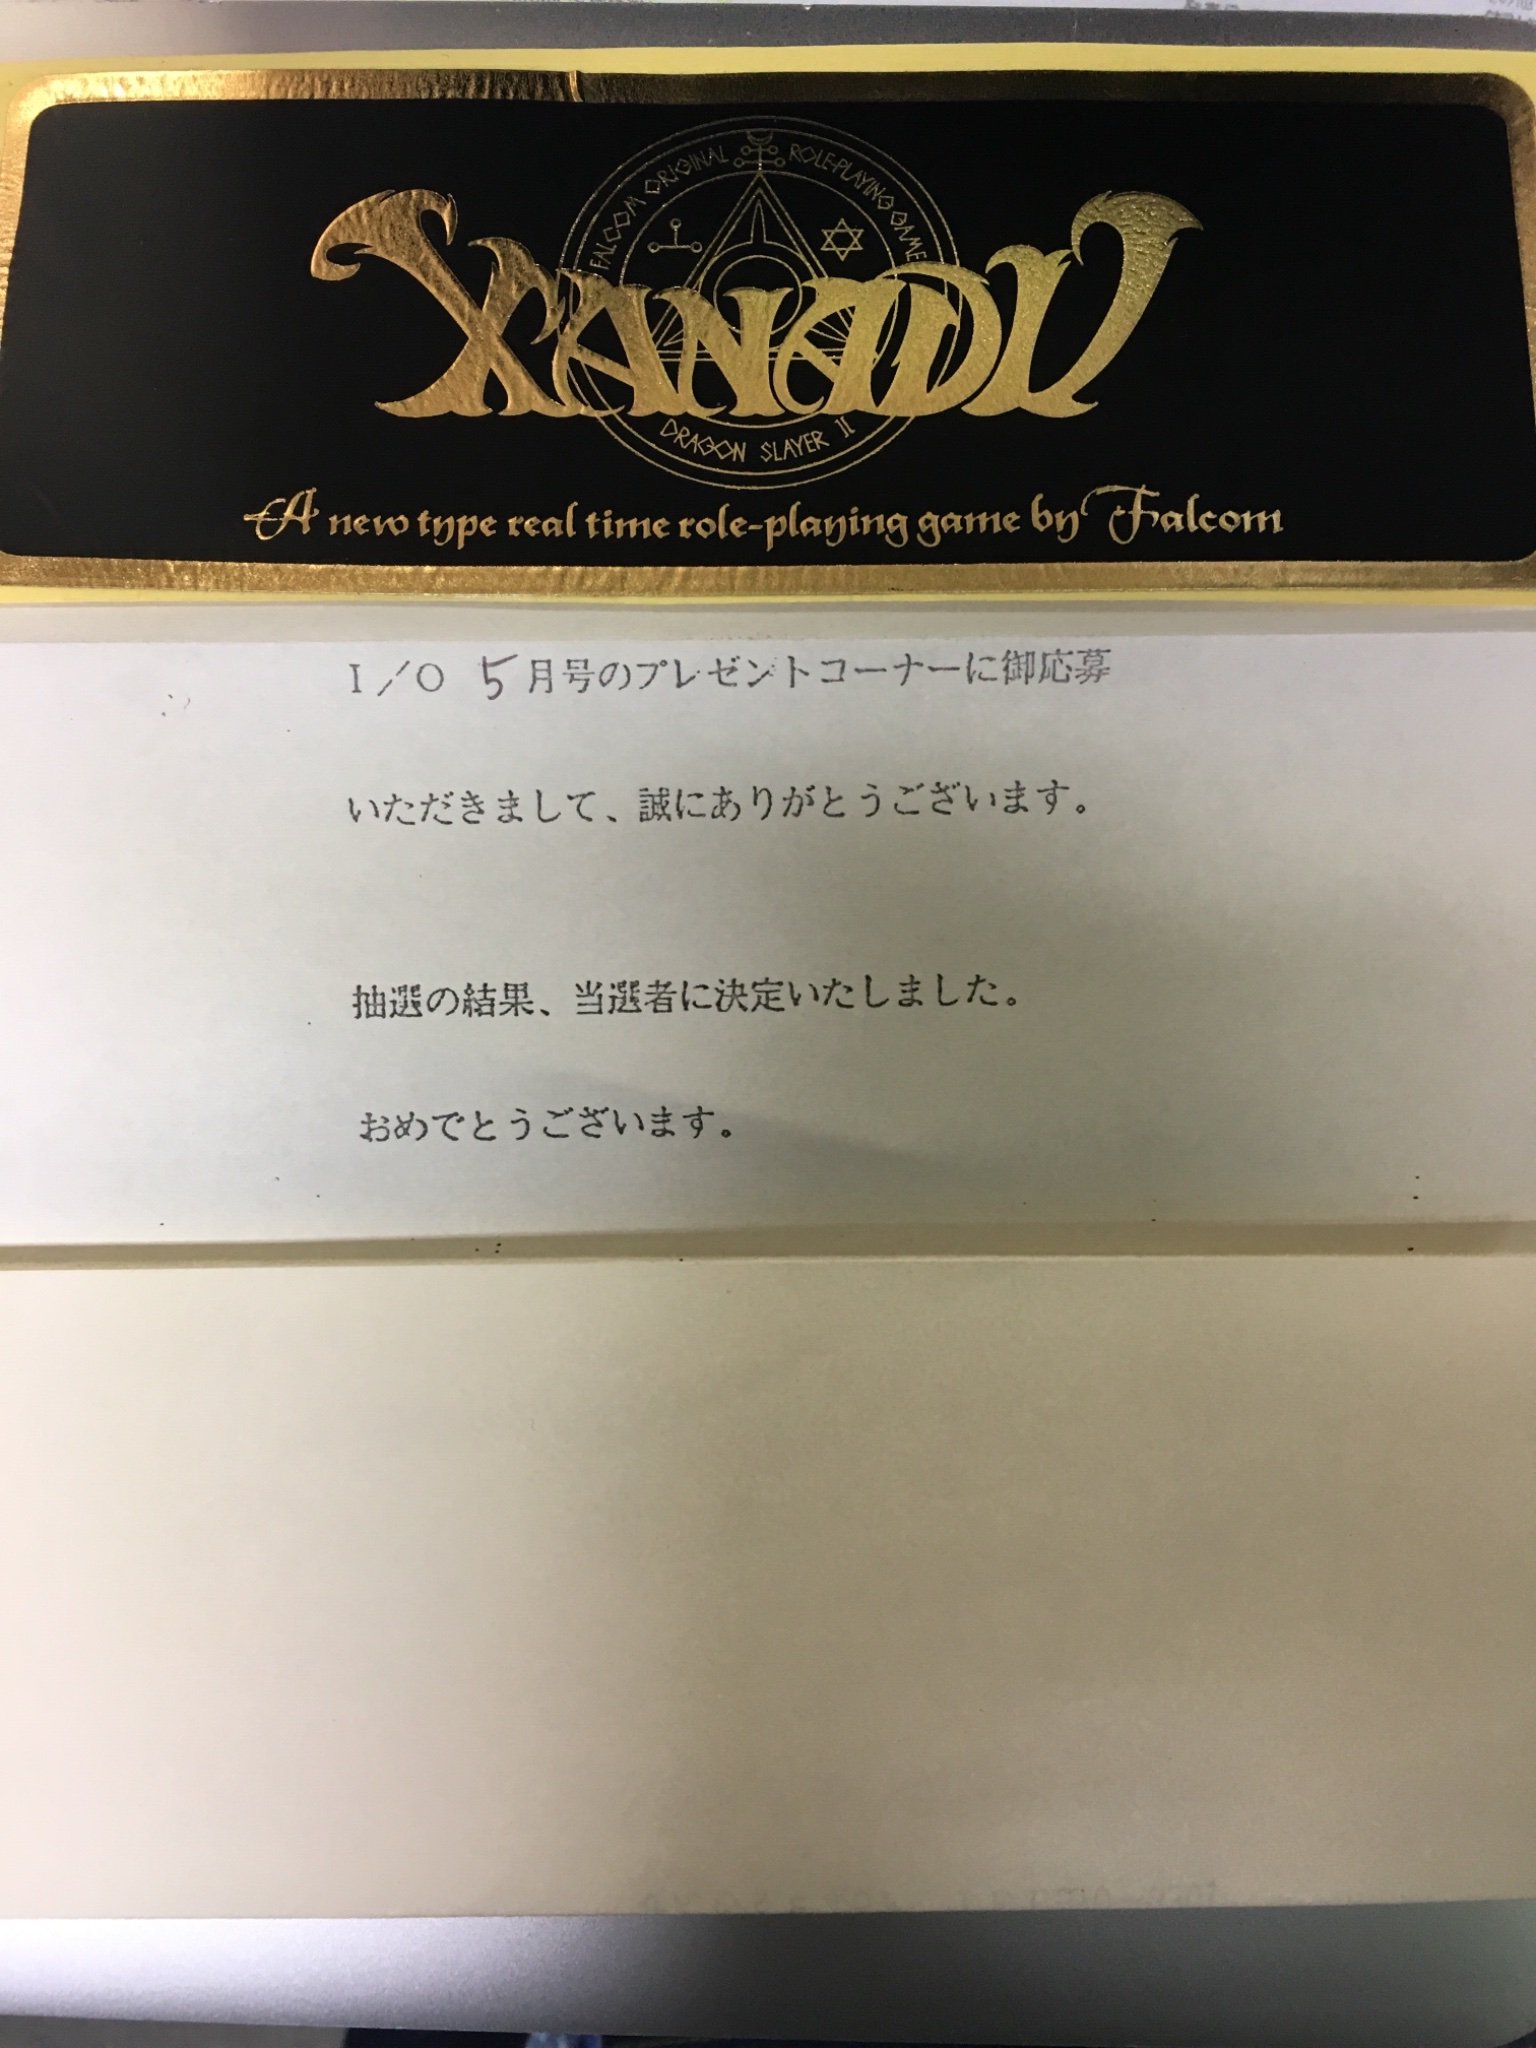 FALCOM ORIGINAL ROLE-PLAYING GAME
XANADU
DRAGON SLAYER II
A new type real time role-playing game by Falcom
I／O 5月号のプレゼントコーナーに御応募
いただきまして、誠にありがとうございます。
抽選の結果、当選者に決定いたしました。
おめでとうございます。